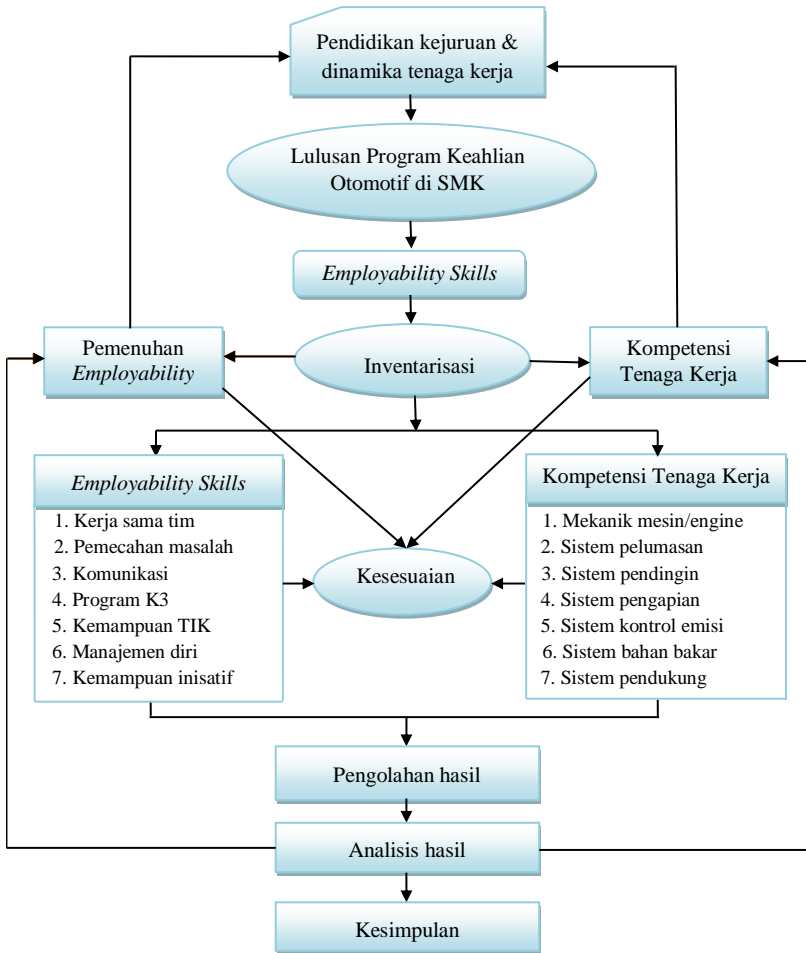 Pendidikan kejuruan &
dinamika tenaga kerja
Lulusan Program Keahlian
Otomotif di SMK
Employability Skills
Pemenuhan
Employability
Inventarisasi
Kompetensi
Tenaga Kerja
Employability Skills
1. Kerja sama tim
2. Pemecahan masalah
3. Komunikasi
4. Program K3
5. Kemampuan TIK
6. Manajemen diri
7. Kemampuan inisatif
Kesesuaian
Kompetensi Tenaga Kerja
1. Mekanik mesin/engine
2. Sistem pelumasan
3. Sistem pendingin
4. Sistem pengapian
5. Sistem kontrol emisi
6. Sistem bahan bakar
7. Sistem pendukung
Pengolahan hasil
Analisis hasil
Kesimpulan